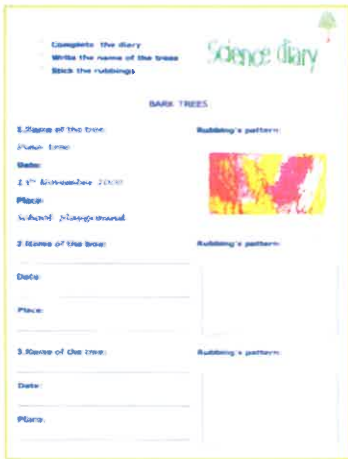 Complete the diary
Write the name of the trees
Stick the rubbings
Science diary
BARK TREES
1.Name of the tree:
Rubbing's pattern:
tree
Date:
November
Place:
School Playground
2.Name of the tree:
Rubbing's pattern:
Date:
Place:
3.Name of the tree:
Rubbing's pattern:
Date:
Place: